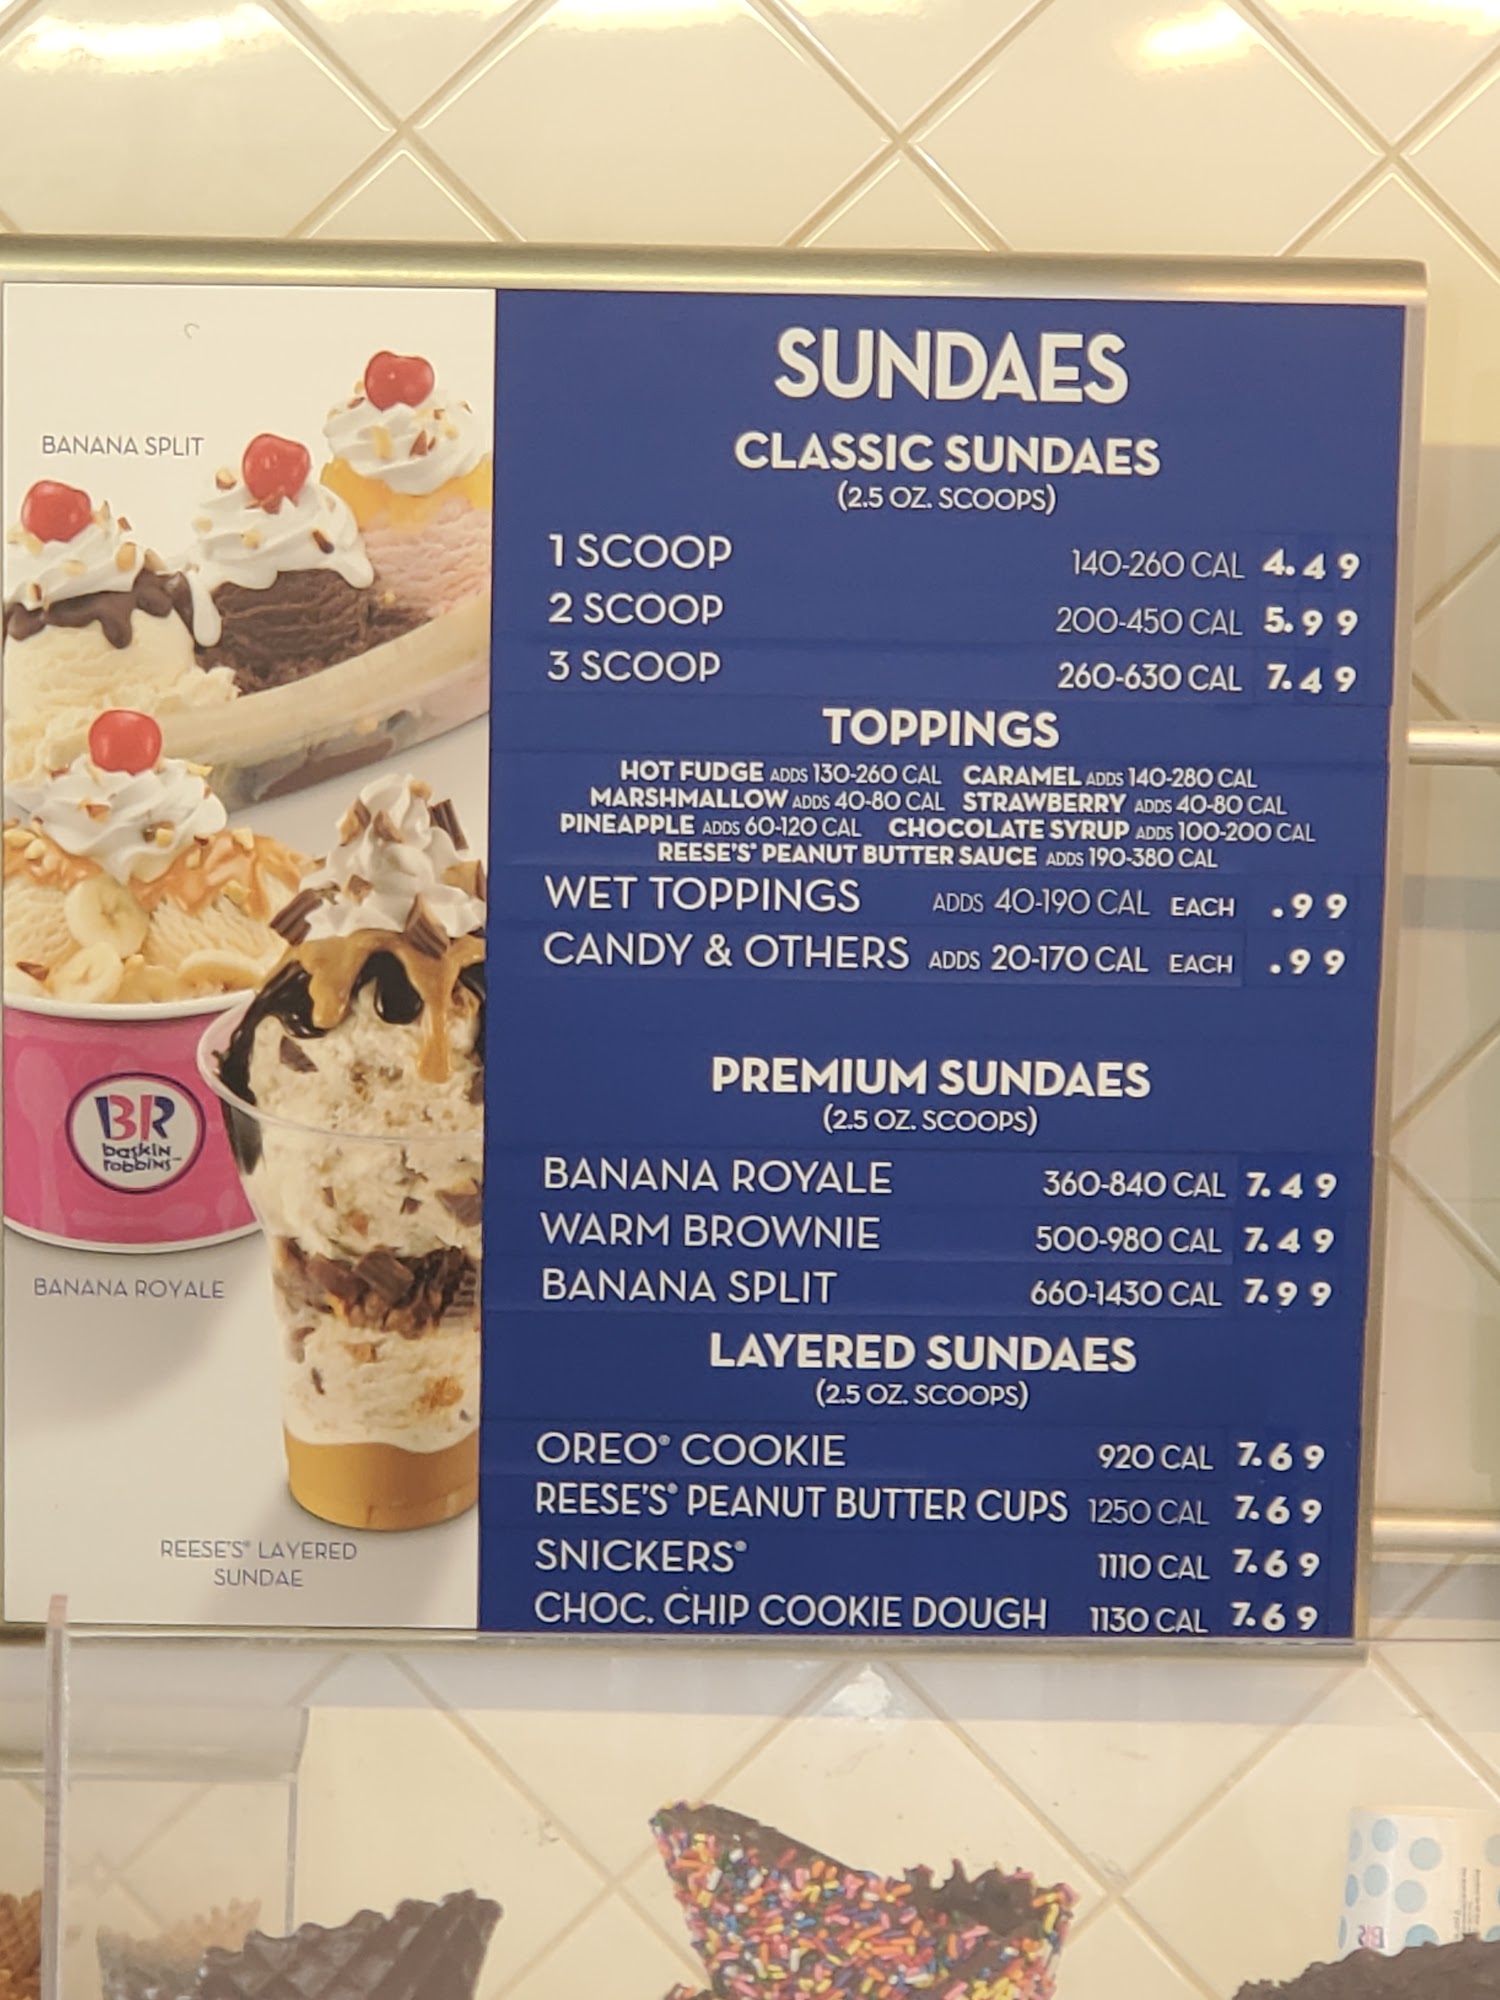 BANANA SPLIT
BR
baskin
robbins
BANANA ROYALE
REESE'S® LAYERED
SUNDAE
SUNDAES
CLASSIC SUNDAES
(2.5 OZ. SCOOPS)
1 SCOOP 140-260 CAL 4.49
2 SCOOP 200-450 CAL 5.99
3 SCOOP 260-630 CAL 7.49
TOPPINGS
HOT FUDGE ADDS 130-260 CAL CARAMEL ADDS 140-280 CAL
MARSHMALLOW ADDS 40-80 CAL STRAWBERRY ADDS 40-80 CAL
PINEAPPLE ADDS 60-120 CAL CHOCOLATE SYRUP ADDS 100-200 CAL
REESE'S® PEANUT BUTTER SAUCE ADDS 190-380 CAL
WET TOPPINGS ADDS 40-190 CAL EACH .99
CANDY & OTHERS ADDS 20-170 CAL EACH .99
PREMIUM SUNDAES
(2.5 OZ. SCOOPS)
BANANA ROYALE 360-840 CAL 7.49
WARM BROWNIE 500-980 CAL 7.49
BANANA SPLIT 660-1430 CAL 7.99
LAYERED SUNDAES
(2.5 OZ. SCOOPS)
OREO® COOKIE 920 CAL 7.69
REESE'S® PEANUT BUTTER CUPS 1250 CAL 7.69
SNICKERS® 1110 CAL 7.69
CHOC. CHIP COOKIE DOUGH 1130 CAL 7.69